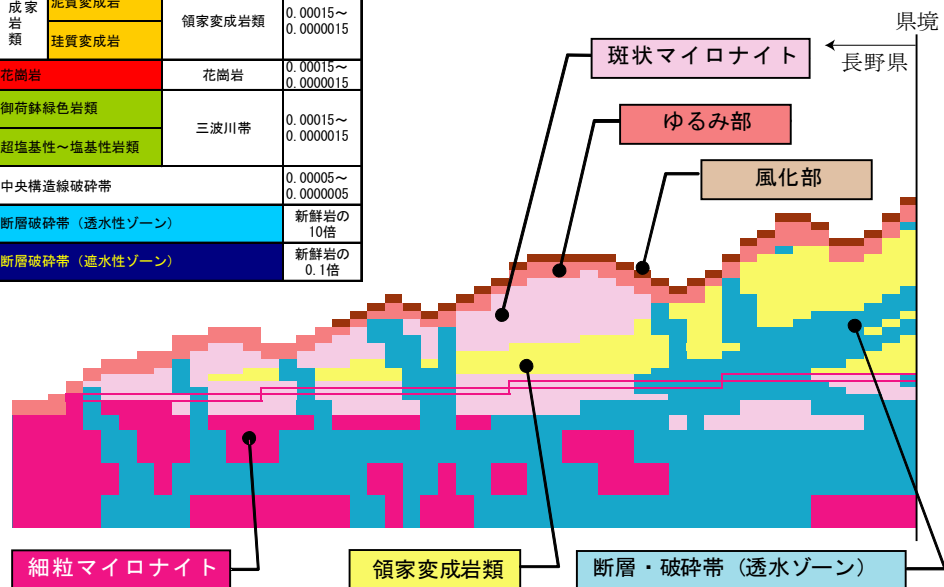 成家
岩
類
泥質変成岩
珪質変成岩
領家変成岩類
0.00015～
0.0000015
花崗岩
花崗岩
0.00015～
0.0000015
御荷鉾緑色岩類
超塩基性～塩基性岩類
三波川帯
0.00015～
0.0000015
中央構造線破砕帯
0.00005～
0.0000005
断層破砕帯（透水性ゾーン）
新鮮岩の
10倍
断層破砕帯（遮水性ゾーン）
新鮮岩の
0.1倍
県境
長野県
斑状マイロナイト
ゆるみ部
風化部
細粒マイロナイト
領家変成岩類
断層・破砕帯（透水ゾーン）